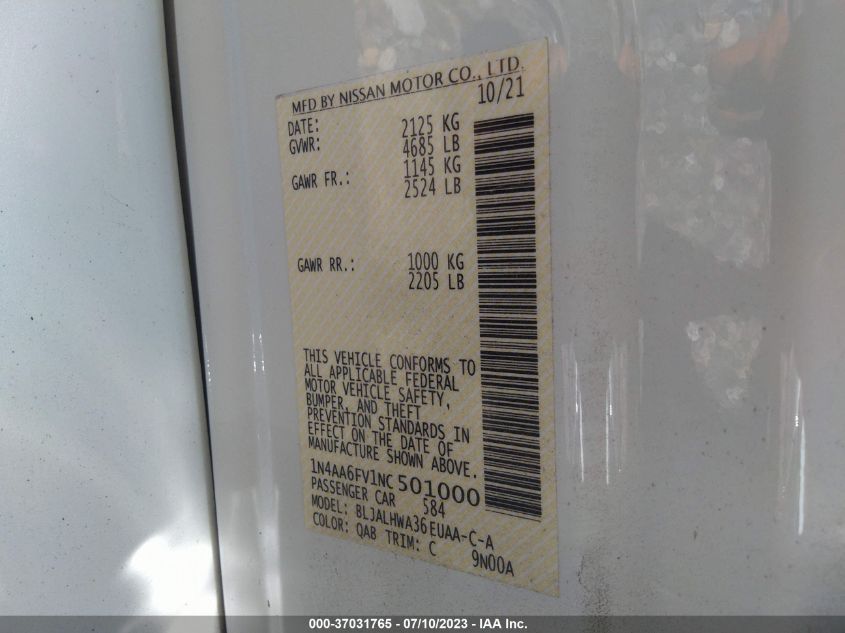 MFD BY NISSAN MOTOR CO., LTD.
DATE: 10/21
GVWR: 2125 KG
4685 LB
GAWR FR.: 1145 KG
2524 LB
GAWR RR.: 1000 KG
2205 LB
THIS VEHICLE CONFORMS TO
ALL APPLICABLE FEDERAL
MOTOR VEHICLE SAFETY,
BUMPER, AND THEFT
PREVENTION STANDARDS IN
EFFECT ON THE DATE OF
MANUFACTURE SHOWN ABOVE.
1N4AA6FV1NC501000
PASSENGER CAR 584
MODEL: BLJALHWA36EUAA-C-A
COLOR: QAB TRIM: C 9N00A
000-37031765 - 07/10/2023 - IAA Inc.